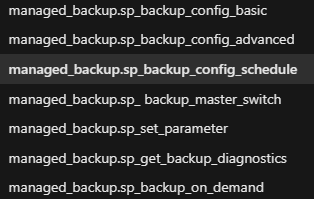 managed_backup.sp_backup_config_basic
managed_backup.sp_backup_config_advanced
managed_backup.sp_backup_config_schedule
managed_backup.sp_ backup_master_switch
managed_backup.sp_set_parameter
managed_backup.sp_get_backup_diagnostics
managed_backup.sp_backup_on_demand